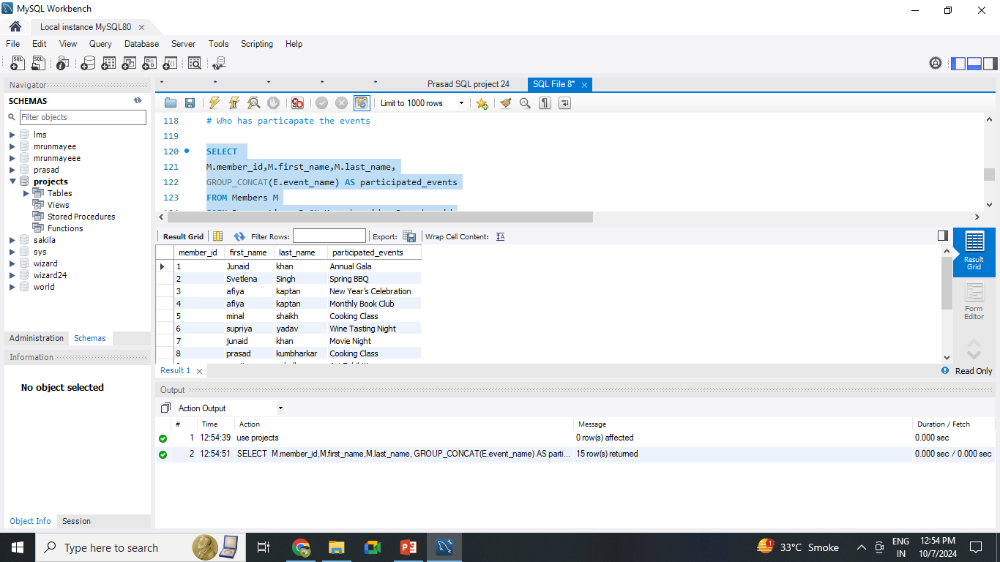 MySQL Workbench
Local instance MySQL80
File Edit View Query Database Server Tools Scripting Help
Navigator
SCHEMAS
Filter objects
lms
mrunmayee
mrunmayeee
prasad
projects
Tables
Views
Stored Procedures
Functions
sakila
sys
wizard
wizard24
world
Administration Schemas
Information
No object selected
Object Info Session
Prasad SQL project 24 SQL File 8*
Limit to 1000 rows
118 # Who has particapate the events
119
120 SELECT
121 M.member_id,M.first_name,M.last_name,
122 GROUP_CONCAT(E.event_name) AS participated_events
123 FROM Members M
Result Grid Filter Rows: Export: Wrap Cell Content:
member_id first_name last_name participated_events
1 Junaid khan Annual Gala
2 Svetlena Singh Spring BBQ
3 afiya kaptan New Year's Celebration
4 afiya kaptan Monthly Book Club
5 minal shaikh Cooking Class
6 supriya yadav Wine Tasting Night
7 junaid khan Movie Night
8 prasad kumbharkar Cooking Class
Result Grid
Form Editor
Result 1
Read Only
Output
Action Output
# Time Action Message Duration / Fetch
1 12:54:39 use projects 0 row(s) affected 0.000 sec
2 12:54:51 SELECT M.member_id,M.first_name,M.last_name, GROUP_CONCAT(E.event_name) AS parti... 15 row(s) returned 0.000 sec / 0.000 sec
Type here to search
1
33°C Smoke
ENG
IN
12:54 PM
10/7/2024